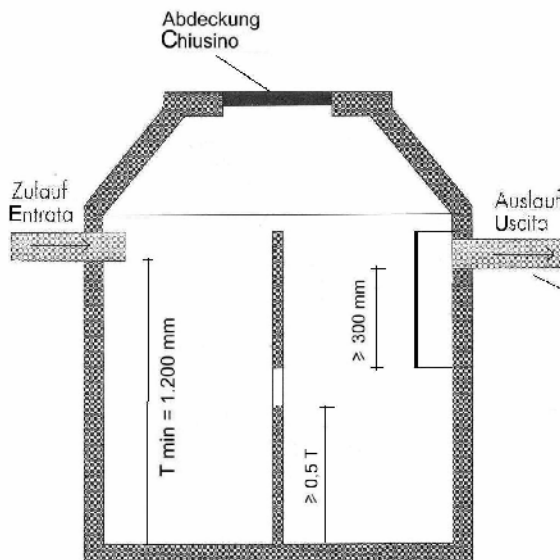 Abdeckung
Chiusino
Zulauf
Entrata
Auslauf
Uscita
T min = 1.200 mm
≥ 0,5 T
≥ 300 mm